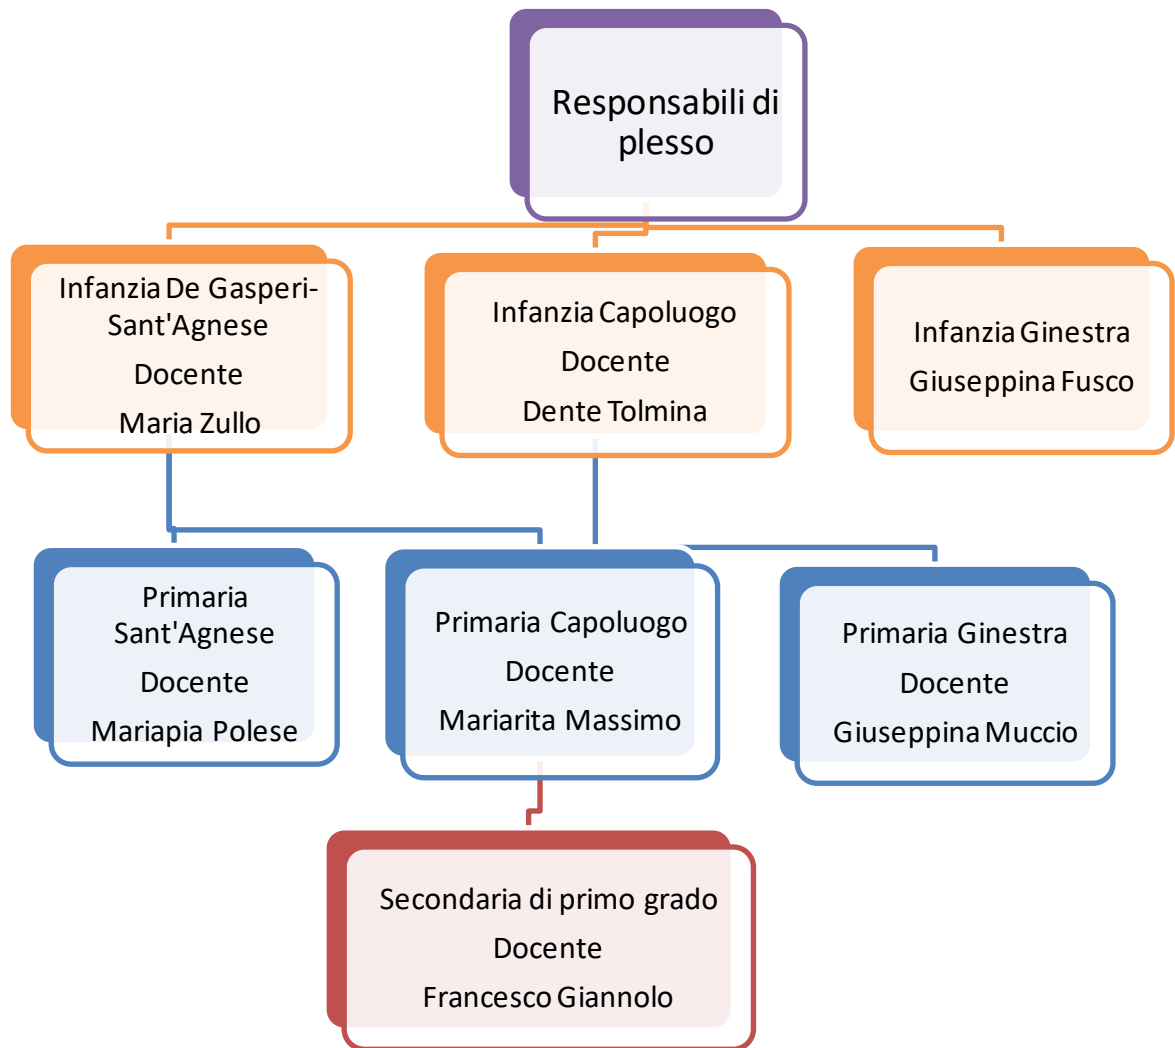 Responsabili di
plesso
Infanzia De Gasperi-
Sant'Agnese
Docente
Maria Zullo
Infanzia Capoluogo
Docente
Dente Tolmina
Infanzia Ginestra
Giuseppina Fusco
Primaria
Sant'Agnese
Docente
Mariapia Polese
Primaria Capoluogo
Docente
Mariarita Massimo
Primaria Ginestra
Docente
Giuseppina Muccio
Secondaria di primo grado
Docente
Francesco Giannolo